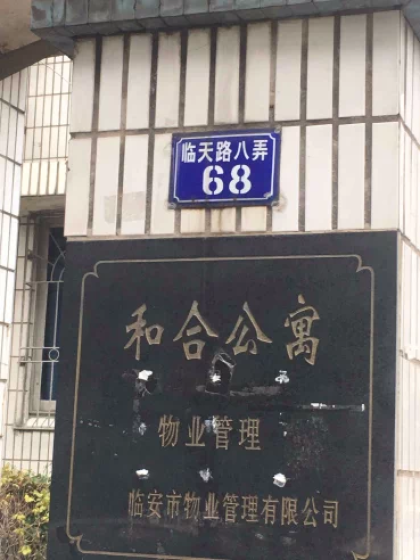 临天路八弄
68
和合公寓
物业管理
临安市物业管理有限公司